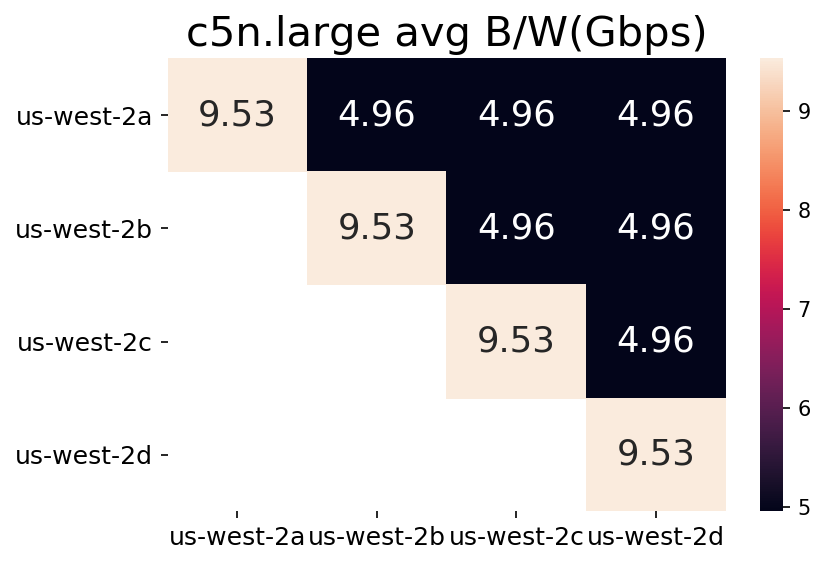 c5n.large avg B/W(Gbps)
us-west-2a 9.53 4.96 4.96 4.96
us-west-2b 9.53 4.96 4.96
us-west-2c 9.53 4.96
us-west-2d 9.53
us-west-2a us-west-2b us-west-2c us-west-2d
9
8
7
6
5